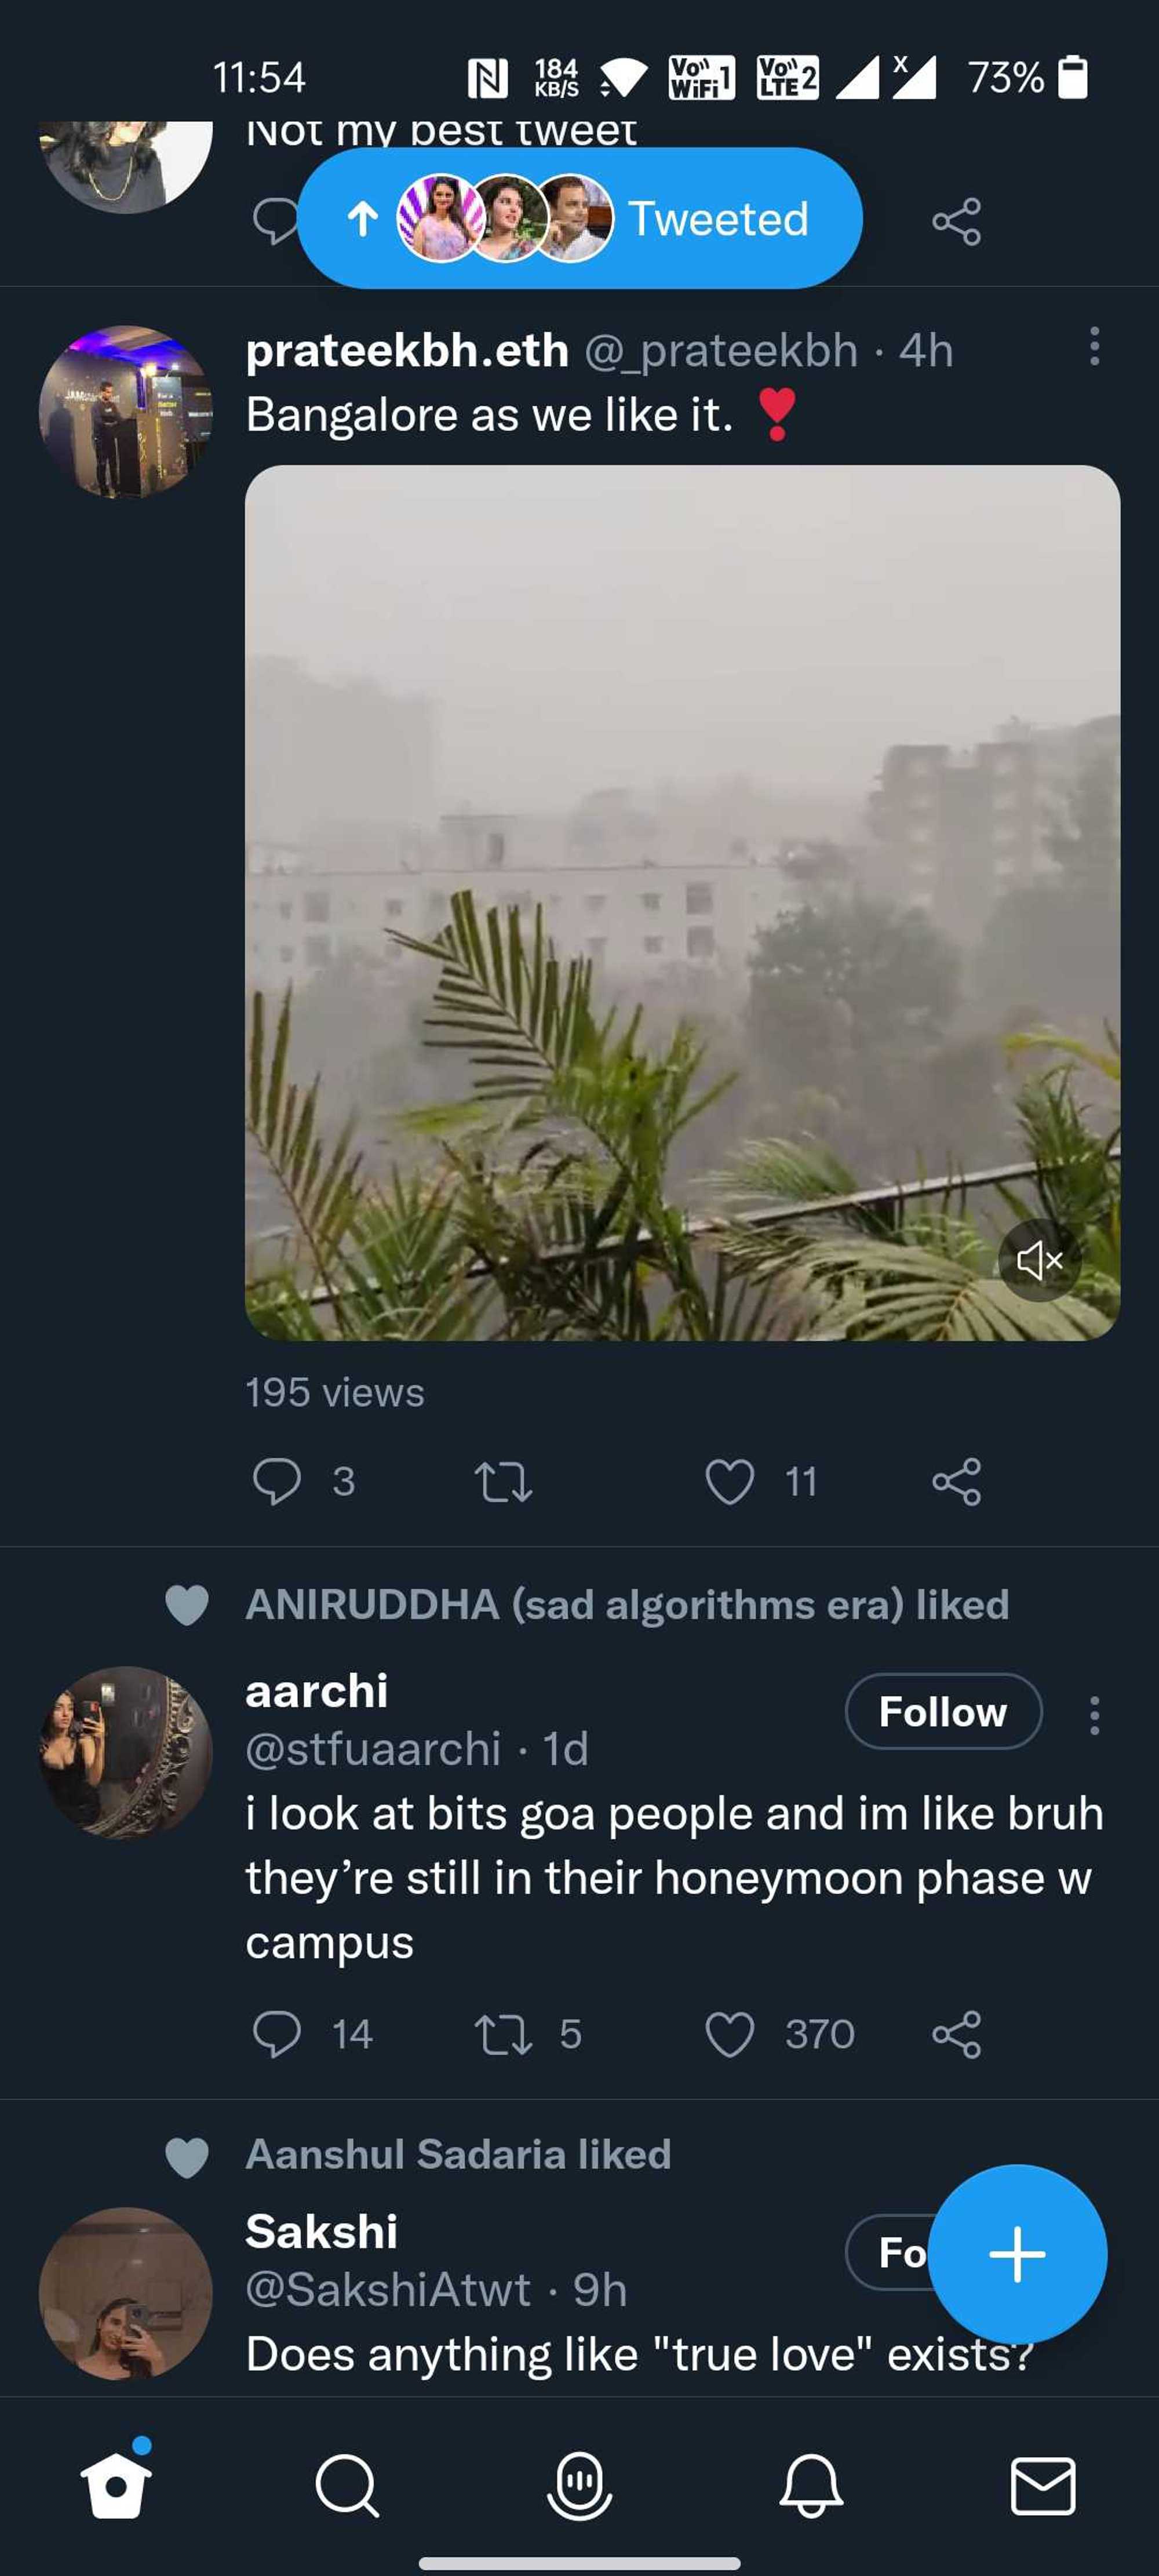 11:54 184 KB/S Vo WiFi 1 Vo LTE 2 X 73%
Not my best tweet
Tweeted
prateekbh.eth @_prateekbh · 4h
Bangalore as we like it. ❣️
195 views
3 11
ANIRUDDHA (sad algorithms era) liked
aarchi
Follow
@stfuaarchi · 1d
i look at bits goa people and im like bruh
they’re still in their honeymoon phase w
campus
14 5 370
Aanshul Sadaria liked
Sakshi
Fo
@SakshiAtwt · 9h
Does anything like "true love" exists?